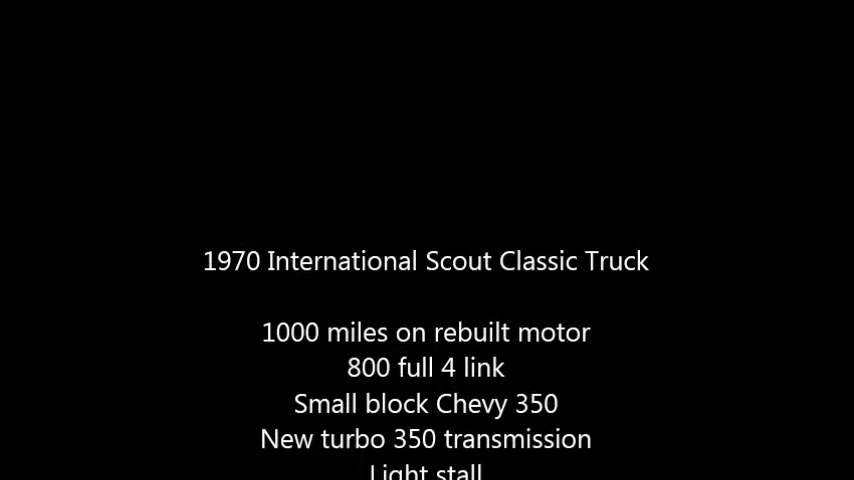 1970 International Scout Classic Truck
1000 miles on rebuilt motor
800 full 4 link
Small block Chevy 350
New turbo 350 transmission
Light stall